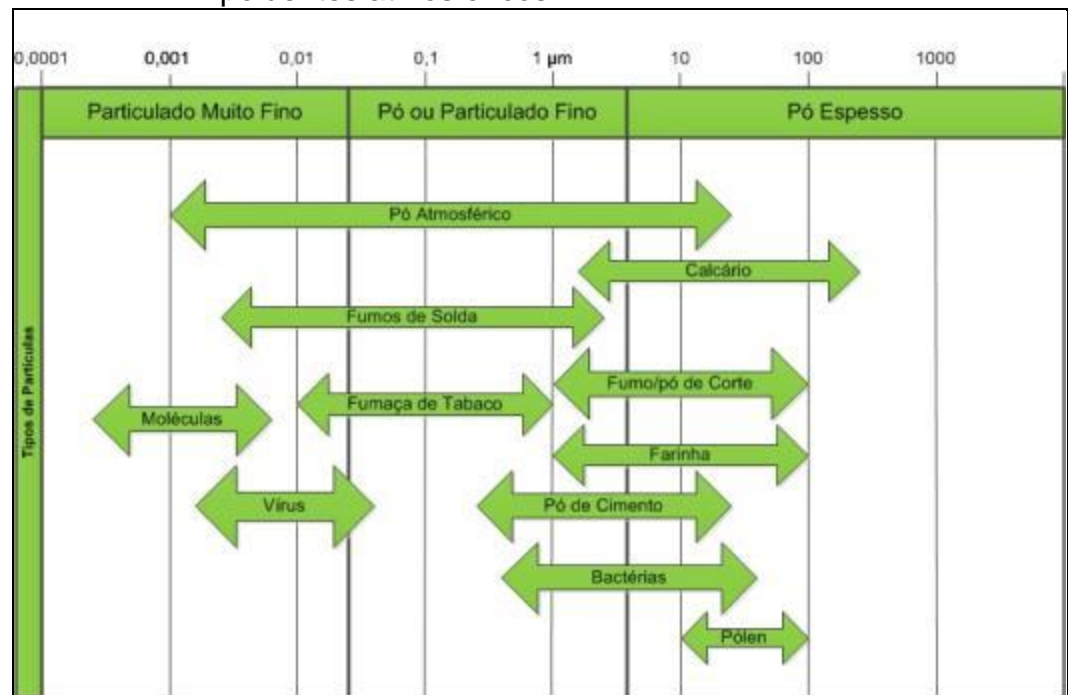 0,0001 0,001 0,01 0,1 1 µm 10 100 1000
Particulado Muito Fino Pó ou Particulado Fino Pó Espesso
Tipos de Partículas
Pó Atmosférico
Calcário
Fumos de Solda
Fumo/pó de Corte
Fumaça de Tabaco
Moléculas
Farinha
Vírus
Pó de Cimento
Bactérias
Pólen